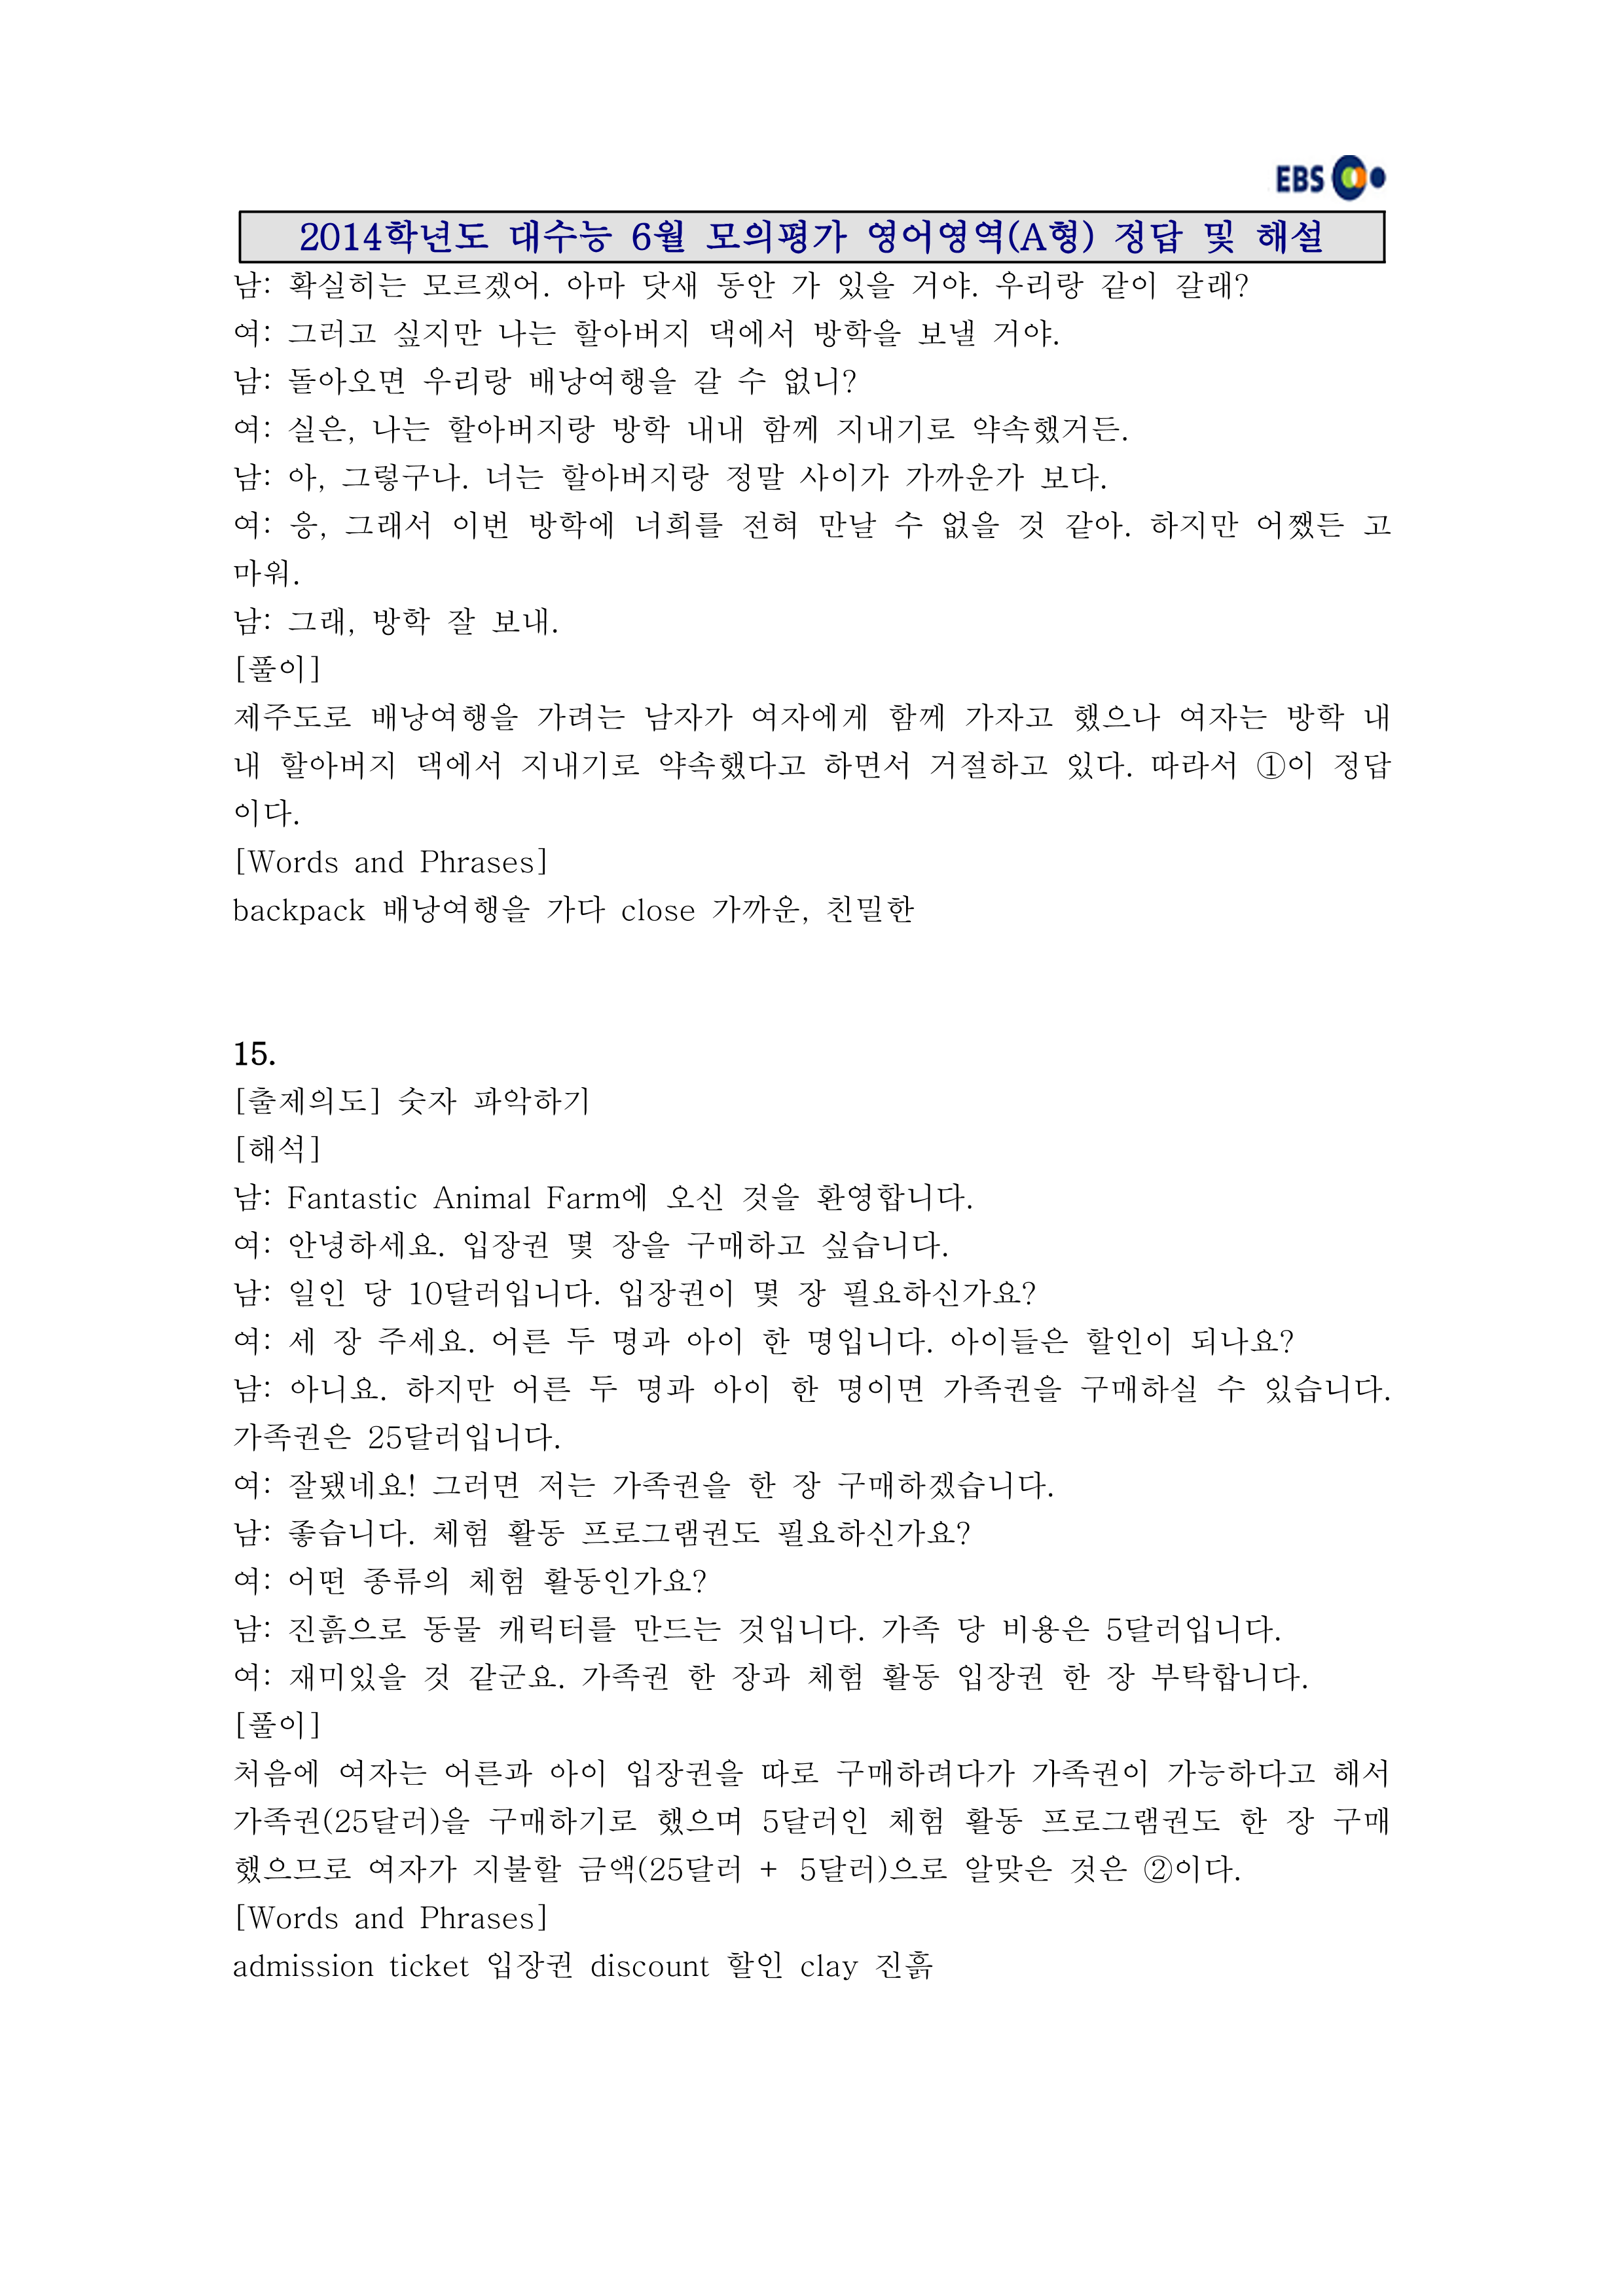 EBS
2014학년도 대수능 6월 모의평가 영어영역(A형) 정답 및 해설
남: 확실히는 모르겠어. 아마 닷새 동안 가 있을 거야. 우리랑 같이 갈래?
여: 그러고 싶지만 나는 할아버지 댁에서 방학을 보낼 거야.
남: 돌아오면 우리랑 배낭여행을 갈 수 없니?
여: 실은, 나는 할아버지랑 방학 내내 함께 지내기로 약속했거든.
남: 아, 그렇구나. 너는 할아버지랑 정말 사이가 가까운가 보다.
여: 응, 그래서 이번 방학에 너희를 전혀 만날 수 없을 것 같아. 하지만 어쨌든 고
마워.
남: 그래, 방학 잘 보내.
[풀이]
제주도로 배낭여행을 가려는 남자가 여자에게 함께 가자고 했으나 여자는 방학 내
내 할아버지 댁에서 지내기로 약속했다고 하면서 거절하고 있다. 따라서 ①이 정답
이다.
[Words and Phrases]
backpack 배낭여행을 가다 close 가까운, 친밀한
15.
[출제의도] 숫자 파악하기
[해석]
남: Fantastic Animal Farm에 오신 것을 환영합니다.
여: 안녕하세요. 입장권 몇 장을 구매하고 싶습니다.
남: 일인 당 10달러입니다. 입장권이 몇 장 필요하신가요?
여: 세 장 주세요. 어른 두 명과 아이 한 명입니다. 아이들은 할인이 되나요?
남: 아니요. 하지만 어른 두 명과 아이 한 명이면 가족권을 구매하실 수 있습니다.
가족권은 25달러입니다.
여: 잘됐네요! 그러면 저는 가족권을 한 장 구매하겠습니다.
남: 좋습니다. 체험 활동 프로그램권도 필요하신가요?
여: 어떤 종류의 체험 활동인가요?
남: 진흙으로 동물 캐릭터를 만드는 것입니다. 가족 당 비용은 5달러입니다.
여: 재미있을 것 같군요. 가족권 한 장과 체험 활동 입장권 한 장 부탁합니다.
[풀이]
처음에 여자는 어른과 아이 입장권을 따로 구매하려다가 가족권이 가능하다고 해서
가족권(25달러)을 구매하기로 했으며 5달러인 체험 활동 프로그램권도 한 장 구매
했으므로 여자가 지불할 금액(25달러 + 5달러)으로 알맞은 것은 ②이다.
[Words and Phrases]
admission ticket 입장권 discount 할인 clay 진흙